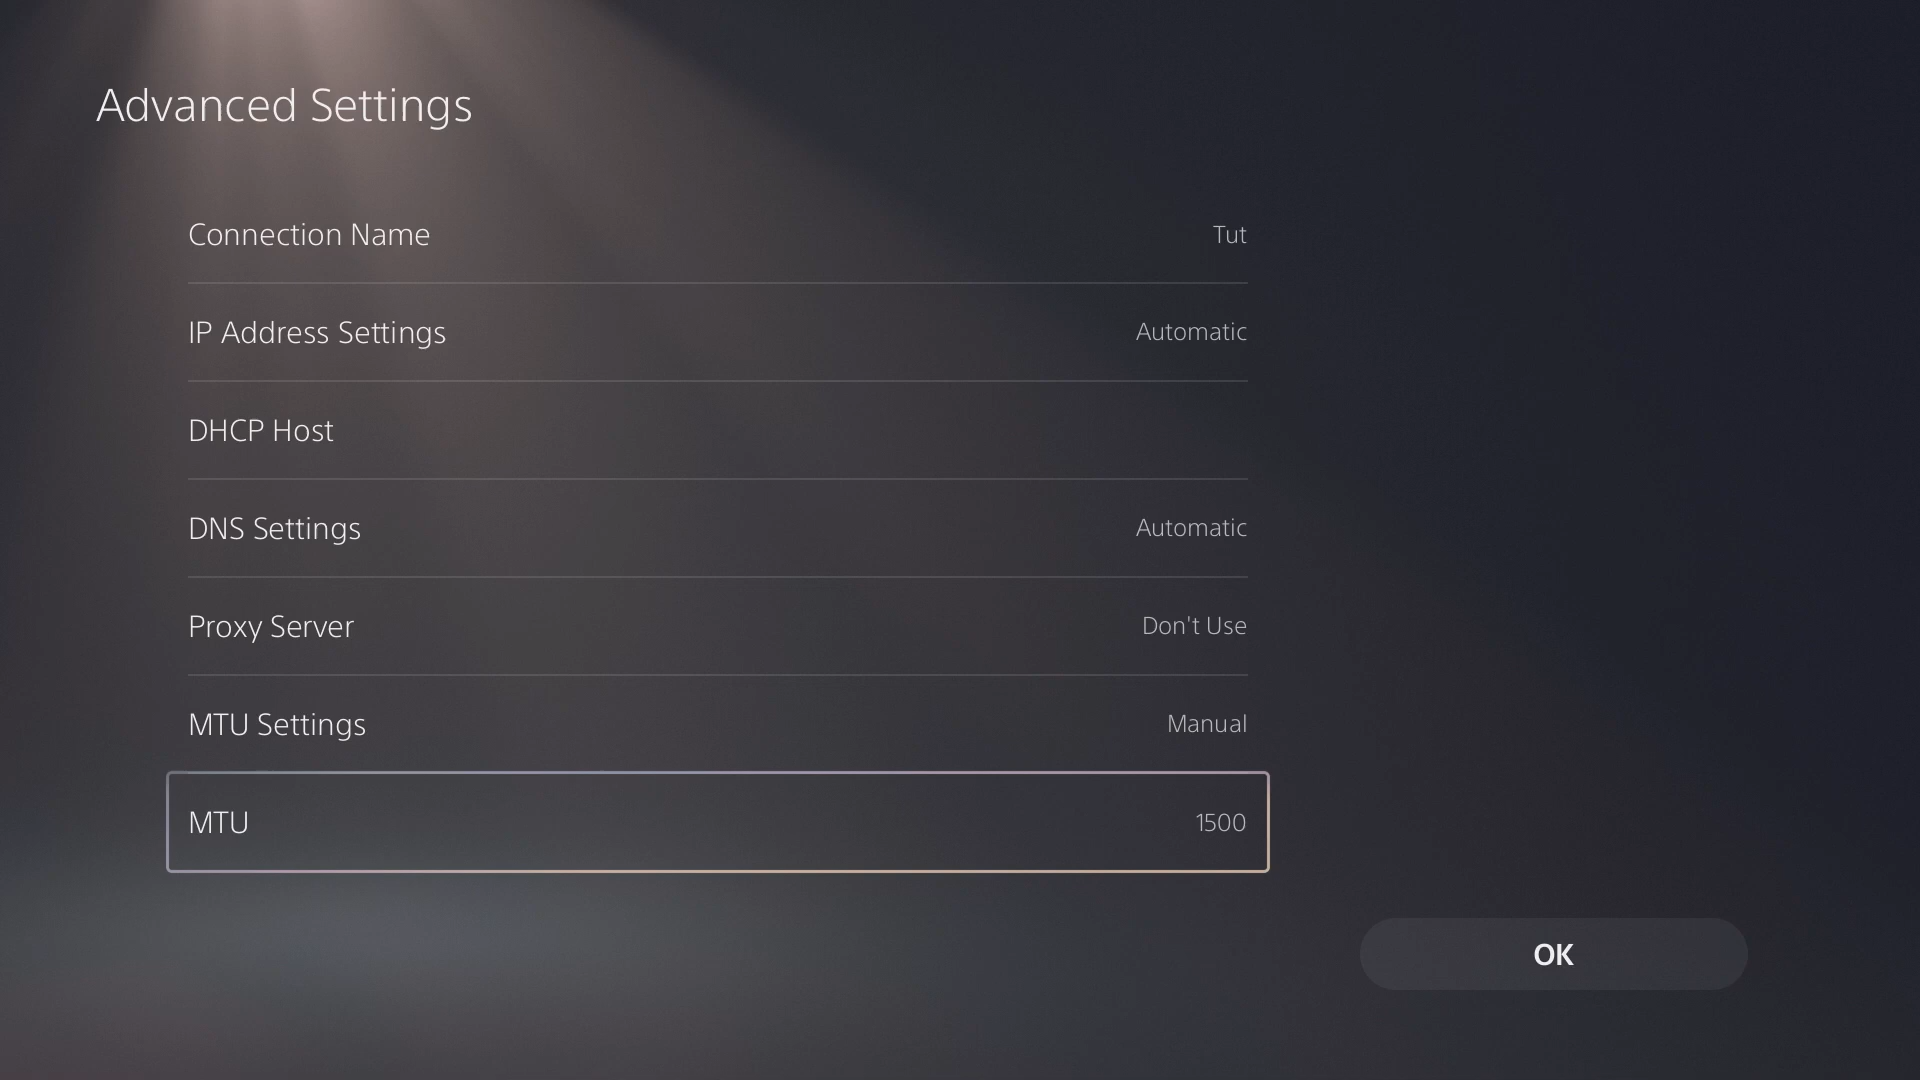 Advanced Settings
Connection Name Tut
IP Address Settings Automatic
DHCP Host
DNS Settings Automatic
Proxy Server Don't Use
MTU Settings Manual
MTU 1500
OK